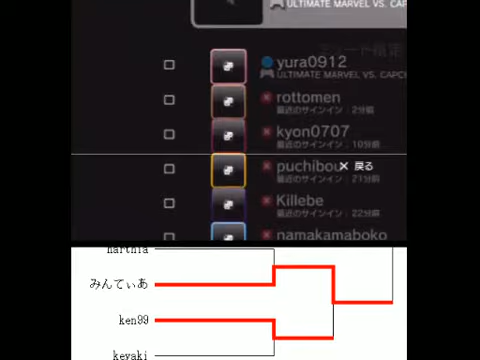 ULTIMATE MARVEL VS. CAP
yura0912
ULTIMATE MARVEL VS. CAPC
rottomen
最近のサインイン：2分前
kyon0707
最近のサインイン：10分前
puchibou
✕ 戻る
最近のサインイン：21分前
Killebe
最近のサインイン：22分前
namakamaboko
harthia
みんてぃあ
ken99
keyaki